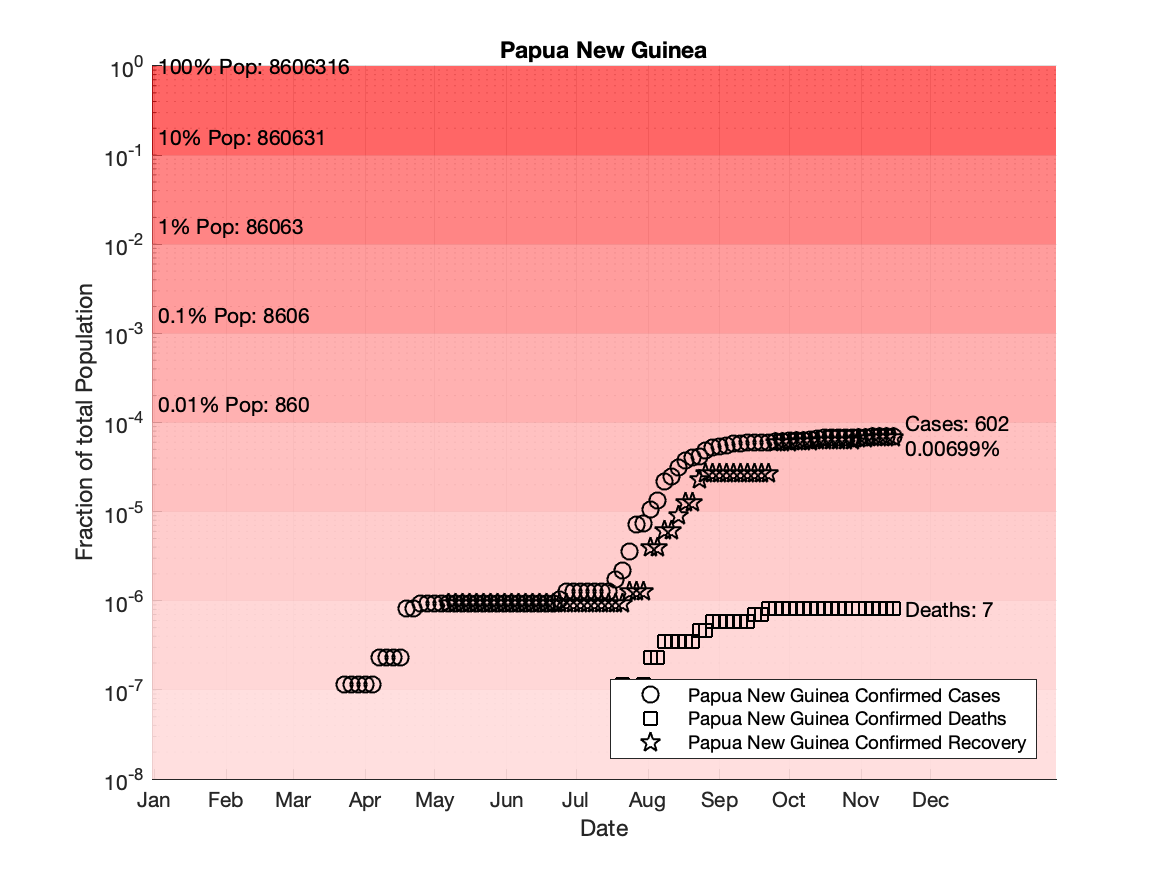 Papua New Guinea
10^0
100% Pop: 8606316
10% Pop: 860631
10^-1
1% Pop: 86063
10^-2
0.1% Pop: 8606
10^-3
0.01% Pop: 860
10^-4
Cases: 602
0.00699%
10^-5
10^-6
Deaths: 7
10^-7
10^-8
Fraction of total Population
Papua New Guinea Confirmed Cases
Papua New Guinea Confirmed Deaths
Papua New Guinea Confirmed Recovery
Jan Feb Mar Apr May Jun Jul Aug Sep Oct Nov Dec
Date